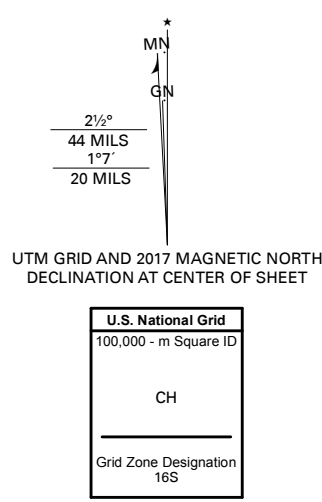 MN
GN
2½°
44 MILS
1°7´
20 MILS
UTM GRID AND 2017 MAGNETIC NORTH
DECLINATION AT CENTER OF SHEET
U.S. National Grid
100,000 - m Square ID
CH
Grid Zone Designation
16S